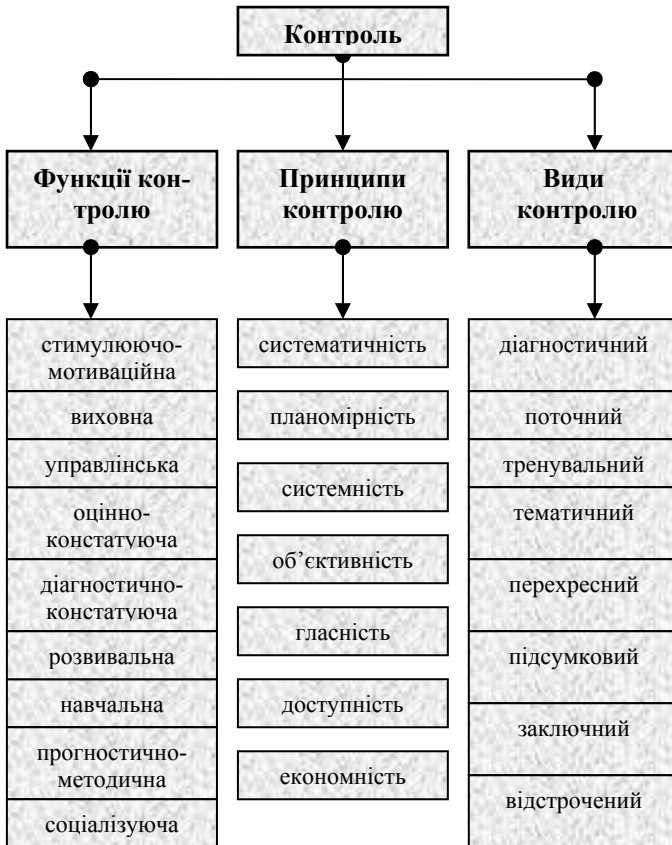 Контроль
Функції кон-
тролю
Принципи
контролю
Види
контролю
стимулюючо-
мотиваційна
виховна
управлінська
оцінно-
констатуюча
діагностично-
констатуюча
розвивальна
навчальна
прогностично-
методична
соціалізуюча
систематичність
планомірність
системність
об’єктивність
гласність
доступність
економність
діагностичний
поточний
тренувальний
тематичний
перехресний
підсумковий
заключний
відстрочений